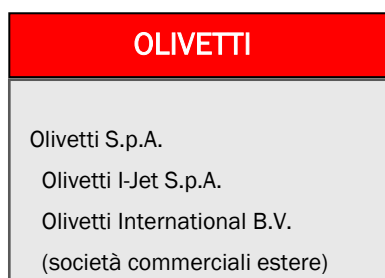 OLIVETTI
Olivetti S.p.A.
Olivetti I-Jet S.p.A.
Olivetti International B.V.
(società commerciali estere)